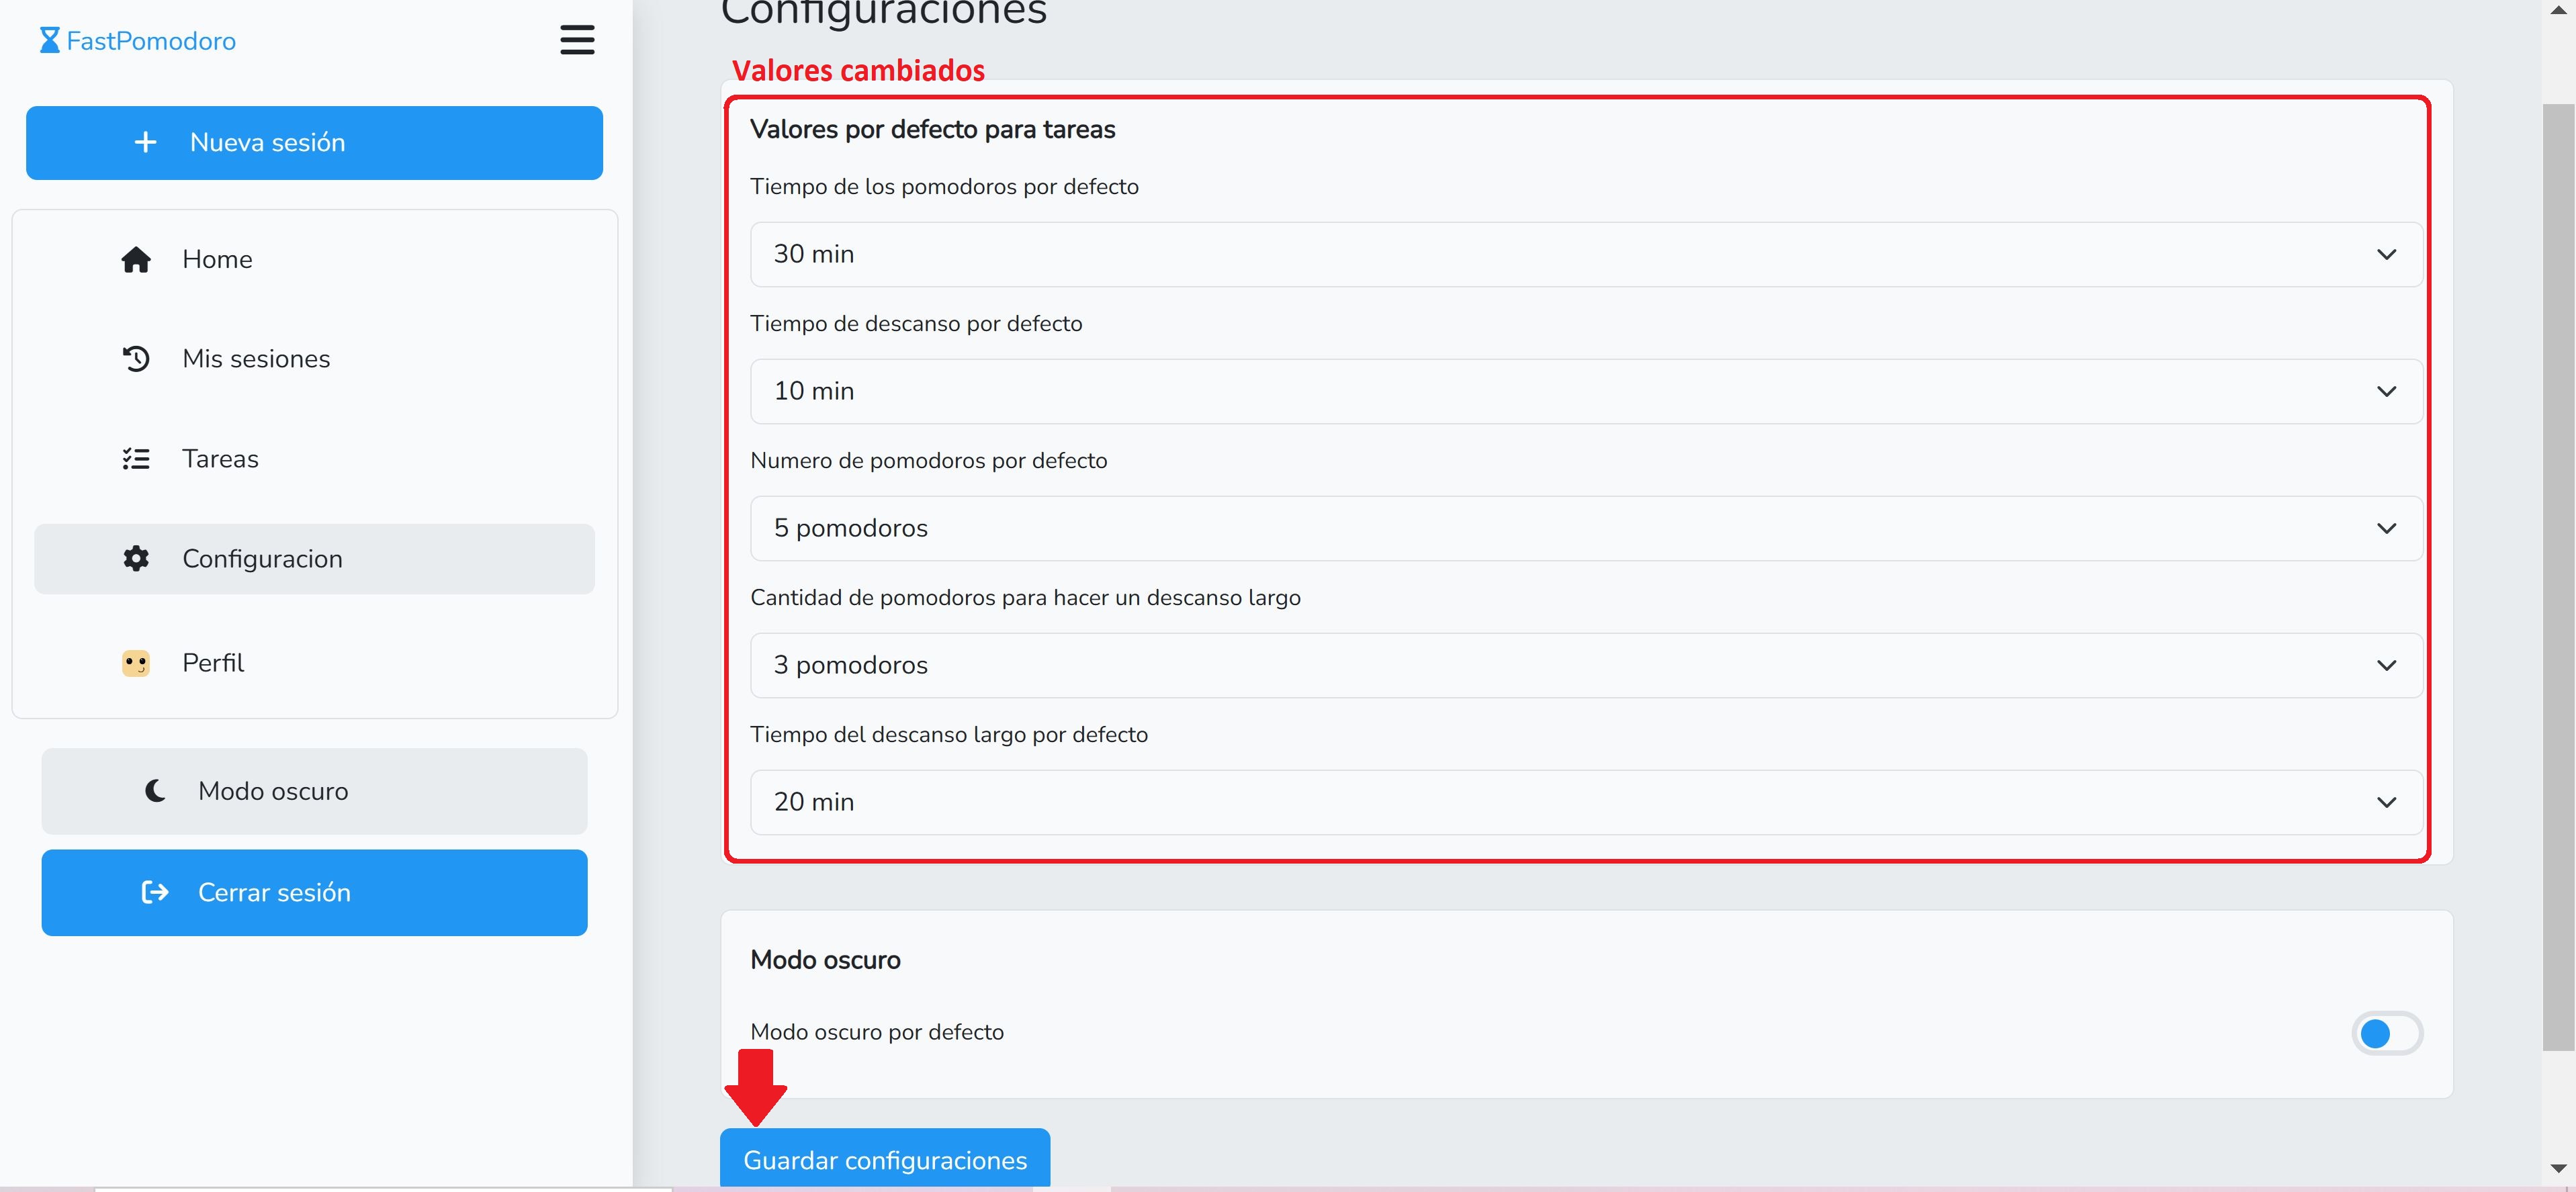 FastPomodoro
Nueva sesión
Home
Mis sesiones
Tareas
Configuracion
Perfil
Modo oscuro
Cerrar sesión
Configuraciones
Valores cambiados
Valores por defecto para tareas
Tiempo de los pomodoros por defecto
30 min
Tiempo de descanso por defecto
10 min
Numero de pomodoros por defecto
5 pomodoros
Cantidad de pomodoros para hacer un descanso largo
3 pomodoros
Tiempo del descanso largo por defecto
20 min
Modo oscuro
Modo oscuro por defecto
Guardar configuraciones